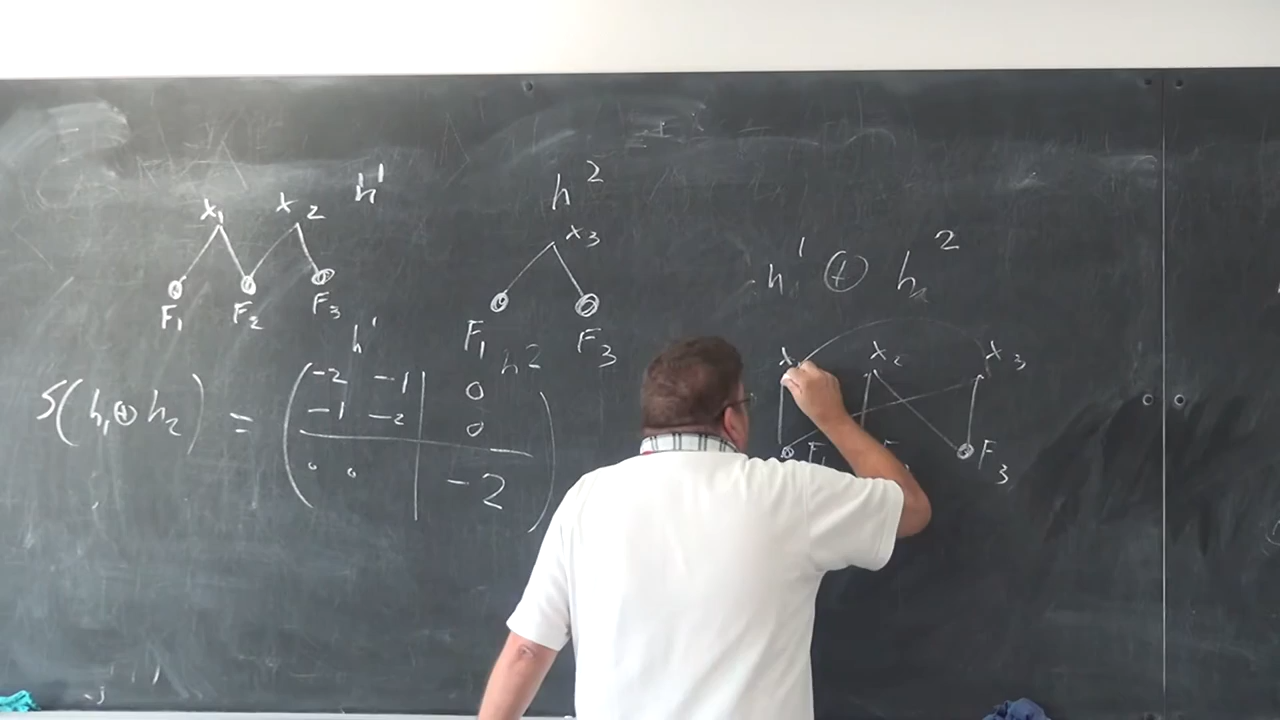 x₁ x₂ h¹
F₁ F₂ F₃
h²
x₃
F₁ F₃
h¹ ⊕ h²
x₁ x₂ x₃
F₁ F F₃
h¹ h²
S(h₁⊕h₂) = ( -2 -1 | 0
-1 -2 | 0
0 0 | -2 )